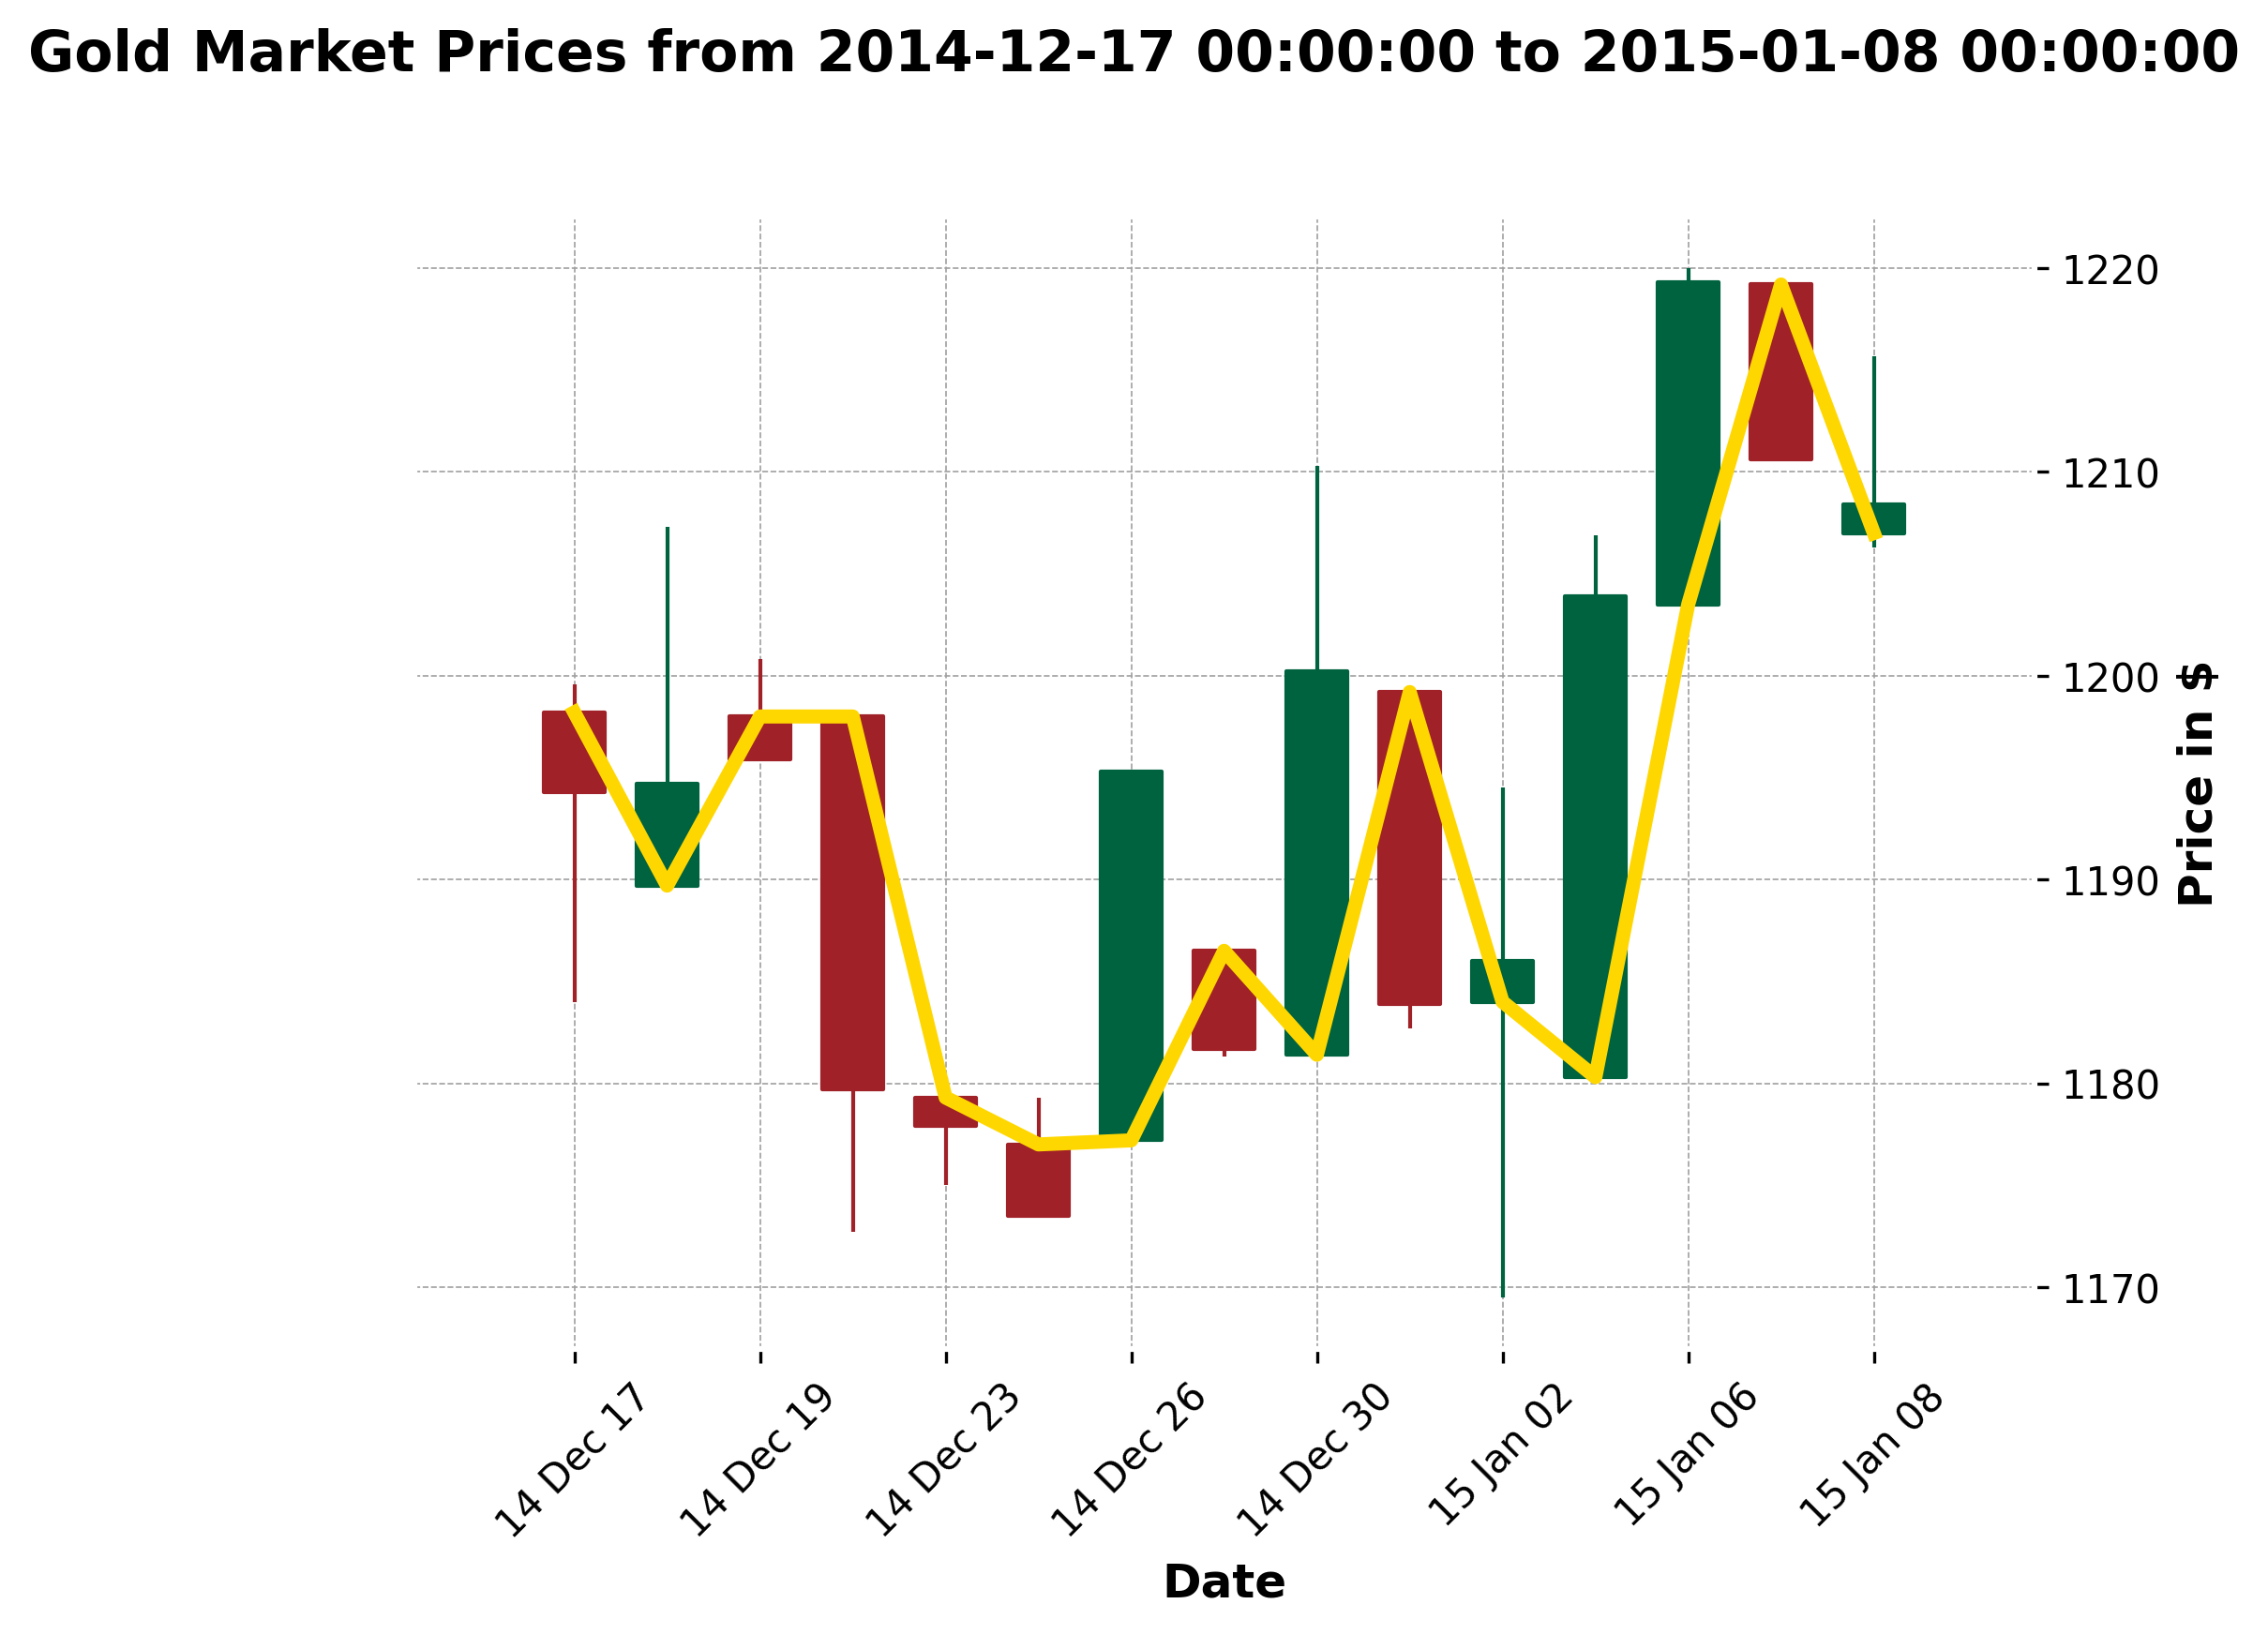 Gold Market Prices from 2014-12-17 00:00:00 to 2015-01-08 00:00:00
1220
1210
1200
1190
1180
1170
Price in $
14 Dec 17
14 Dec 19
14 Dec 23
14 Dec 26
14 Dec 30
15 Jan 02
15 Jan 06
15 Jan 08
Date